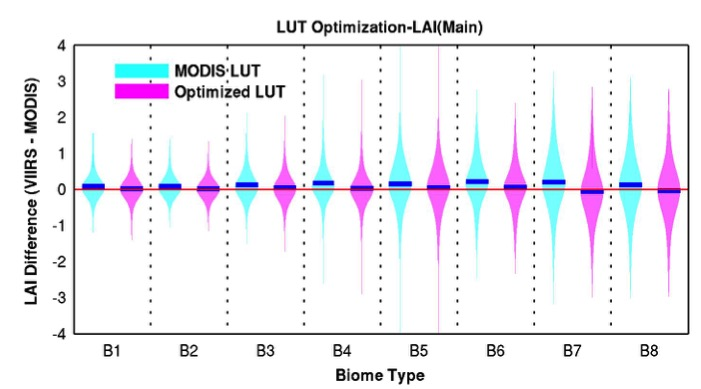 LUT Optimization-LAI(Main)
LAI Difference (VIIRS - MODIS)
4
3
2
1
0
-1
-2
-3
-4
MODIS LUT
Optimized LUT
B1 B2 B3 B4 B5 B6 B7 B8
Biome Type